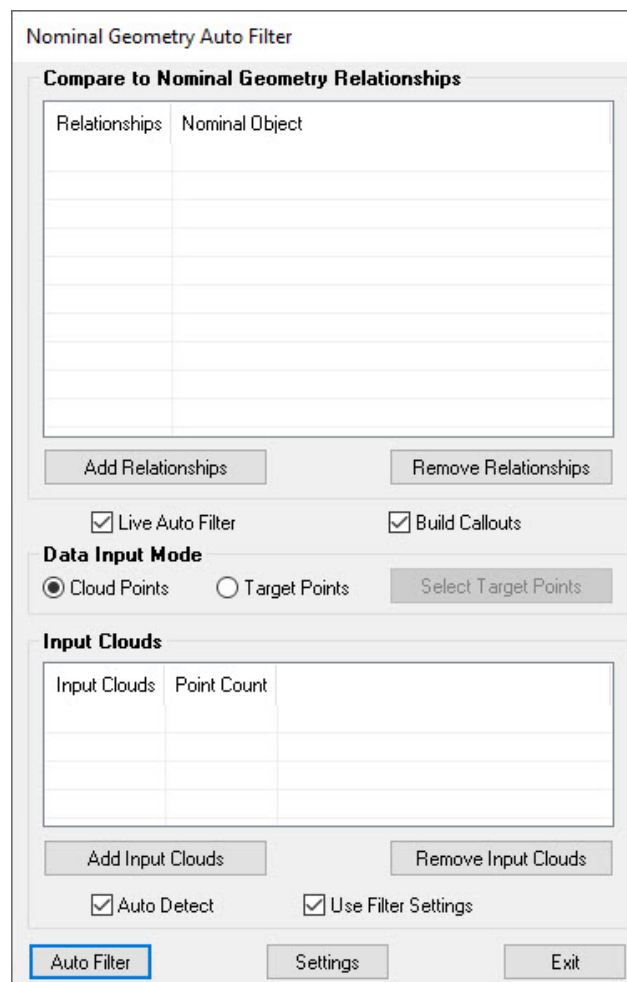 Nominal Geometry Auto Filter
Compare to Nominal Geometry Relationships
Relationships Nominal Object
Add Relationships Remove Relationships
Live Auto Filter Build Callouts
Data Input Mode
Cloud Points Target Points Select Target Points
Input Clouds
Input Clouds Point Count
Add Input Clouds Remove Input Clouds
Auto Detect Use Filter Settings
Auto Filter Settings Exit